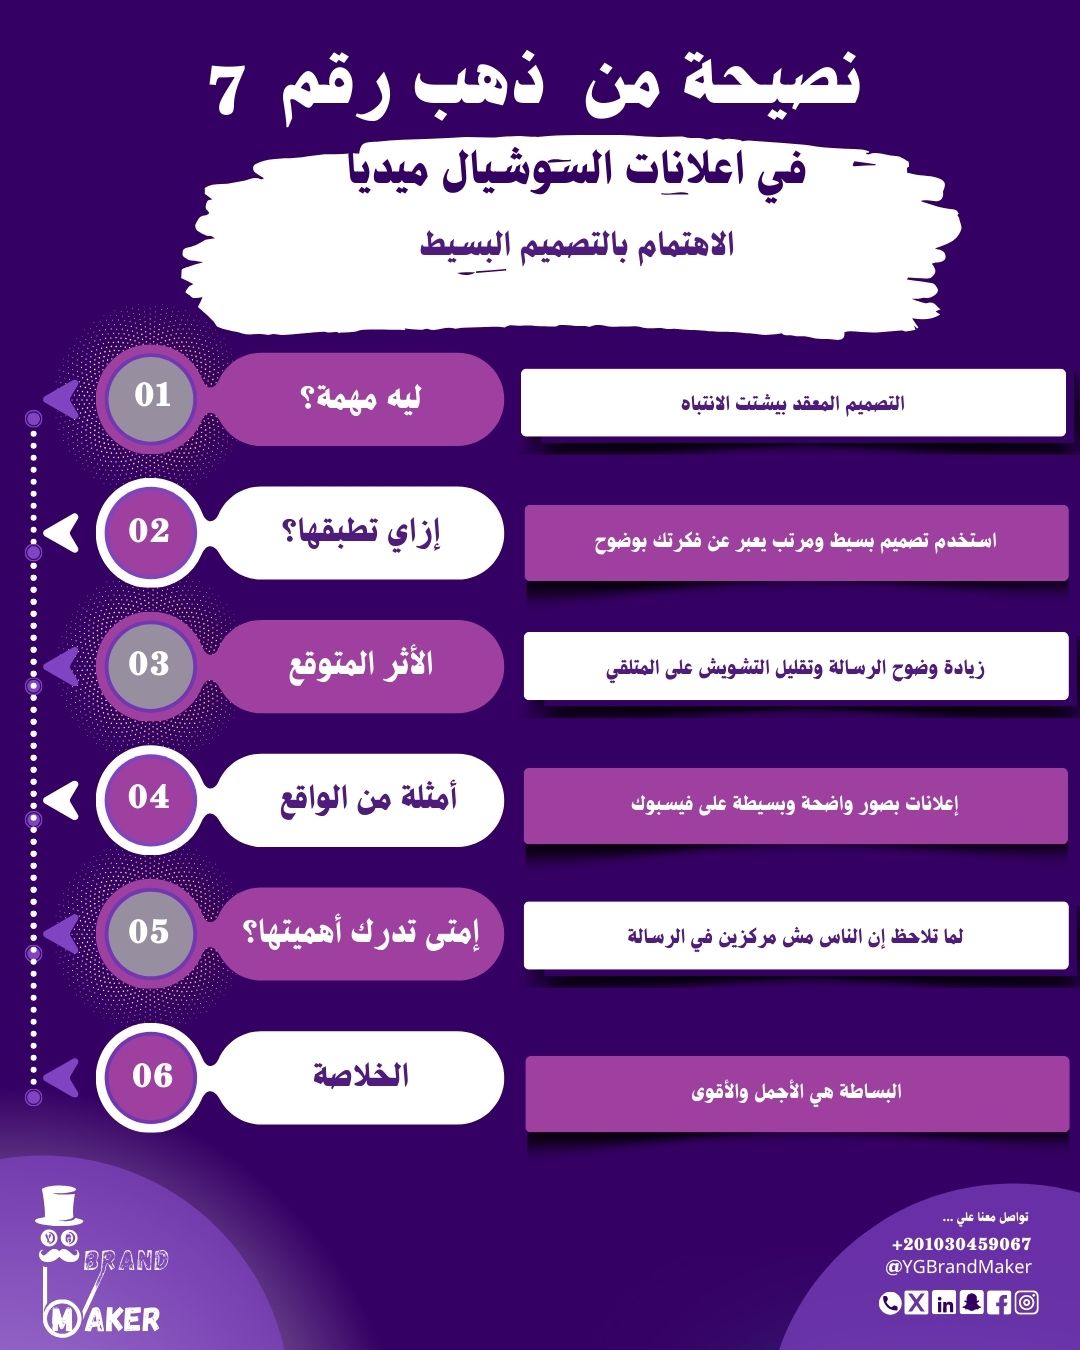 نصيحة من ذهب رقم 7
في اعلانات السوشيال ميديا
الاهتمام بالتصميم البسيط
01
ليه مهمة؟
التصميم المعقد بيشتت الانتباه
02
إزاي تطبقها؟
استخدم تصميم بسيط ومرتب يعبر عن فكرتك بوضوح
03
الأثر المتوقع
زيادة وضوح الرسالة وتقليل التشويش على المتلقي
04
أمثلة من الواقع
إعلانات بصور واضحة وبسيطة على فيسبوك
05
إمتى تدرك أهميتها؟
لما تلاحظ إن الناس مش مركزين في الرسالة
06
الخلاصة
البساطة هي الأجمل والأقوى
BRAND
MAKER
تواصل معنا علي ...
+201030459067
@YGBrandMaker